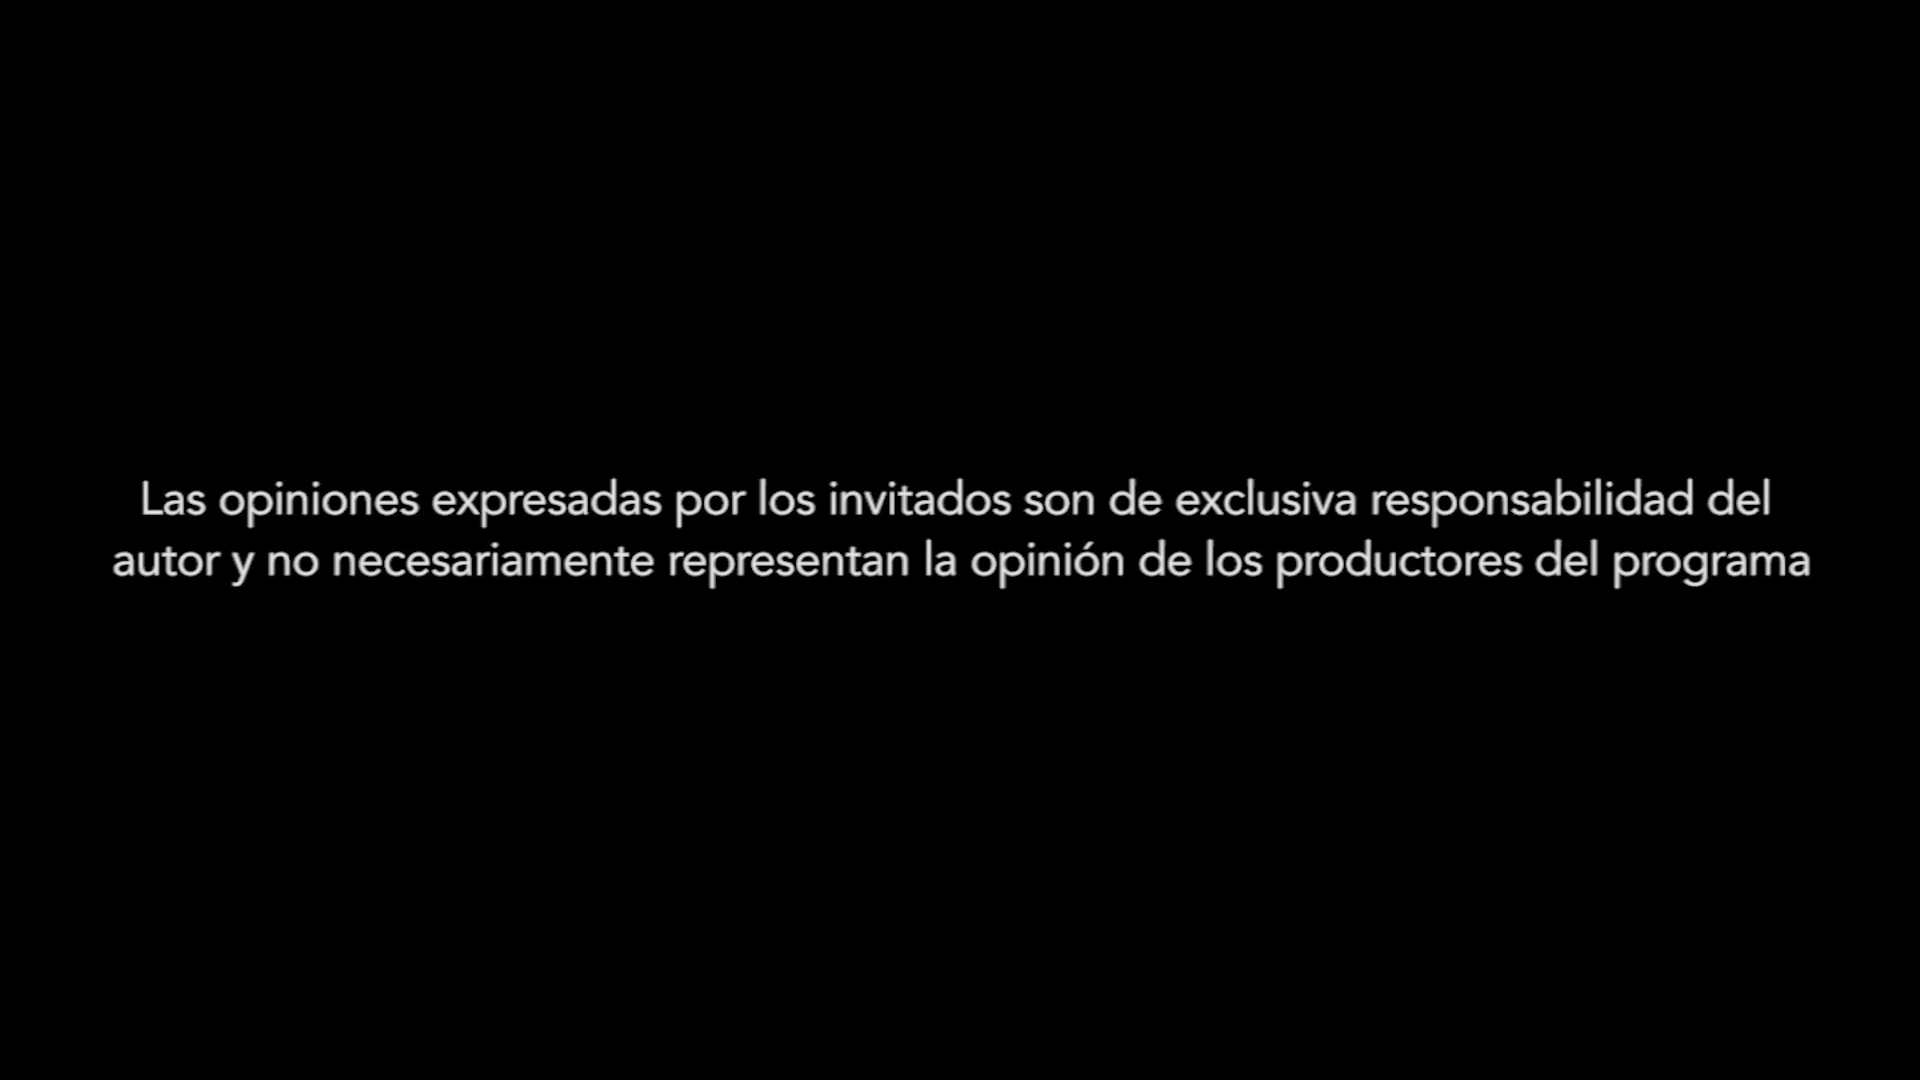 Las opiniones expresadas por los invitados son de exclusiva responsabilidad del
autor y no necesariamente representan la opinión de los productores del programa